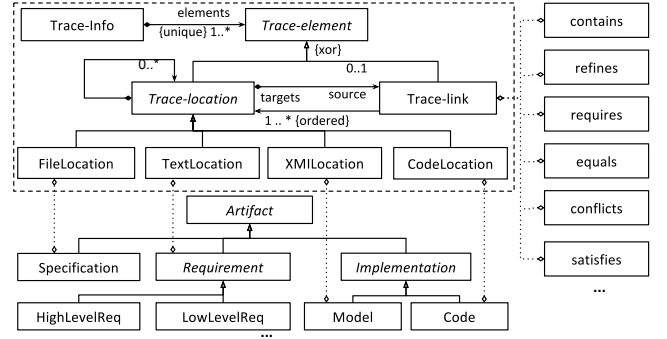 elements
Trace-Info
Trace-element
contains
{unique} 1..*
{xor}
0..*
0..1
refines
Trace-location
targets
source
Trace-link
1 .. * {ordered}
requires
FileLocation
TextLocation
XMILocation
CodeLocation
equals
Artifact
conflicts
Specification
Requirement
Implementation
satisfies
...
HighLevelReq
LowLevelReq
Model
Code
...